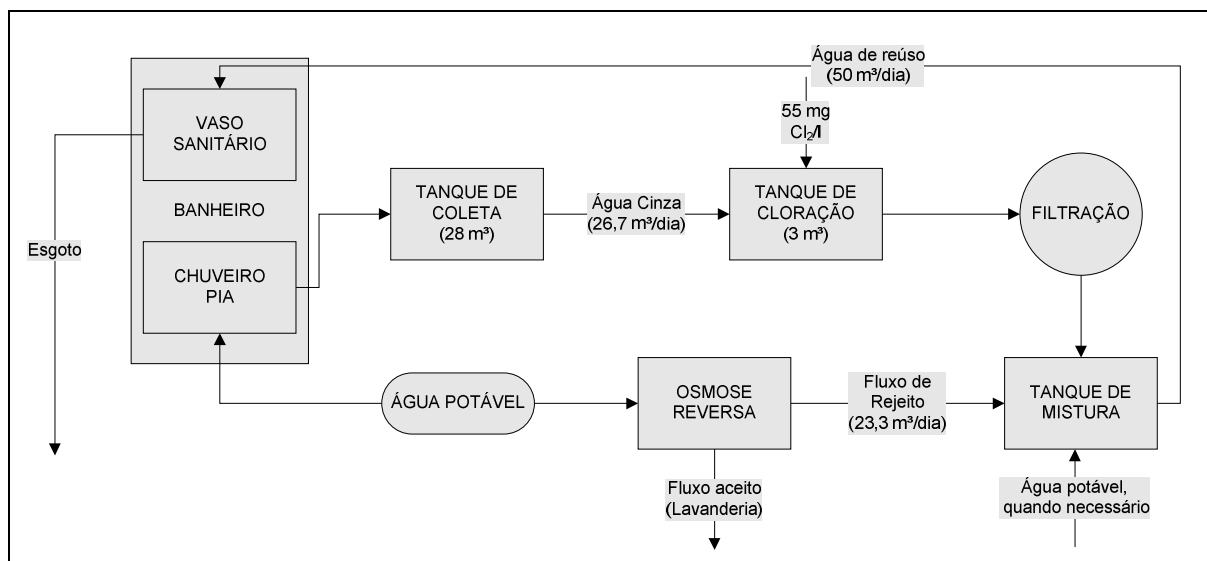 Água de reúso
(50 m³/dia)
VASO
SANITÁRIO
55 mg
Cl₂/l
BANHEIRO
TANQUE DE
COLETA
(28 m³)
Água Cinza
(26,7 m³/dia)
TANQUE DE
CLORAÇÃO
(3 m³)
FILTRAÇÃO
Esgoto
CHUVEIRO
PIA
ÁGUA POTÁVEL
OSMOSE
REVERSA
Fluxo de
Rejeito
(23,3 m³/dia)
TANQUE DE
MISTURA
Fluxo aceito
(Lavanderia)
Água potável,
quando necessário